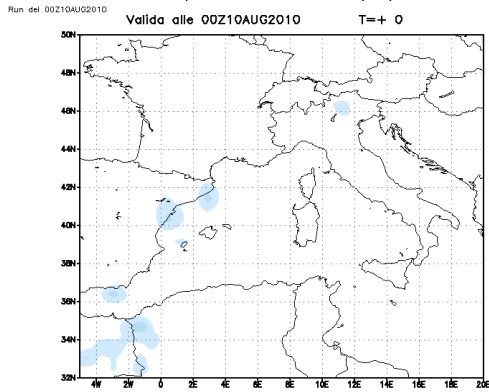 Run del 00Z10AUG2010
Valida alle 00Z10AUG2010 T=+ 0
50N
48N
46N
44N
42N
40N
38N
36N
34N
32N
4W 2W 0 2E 4E 6E 8E 10E 12E 14E 16E 18E 20E